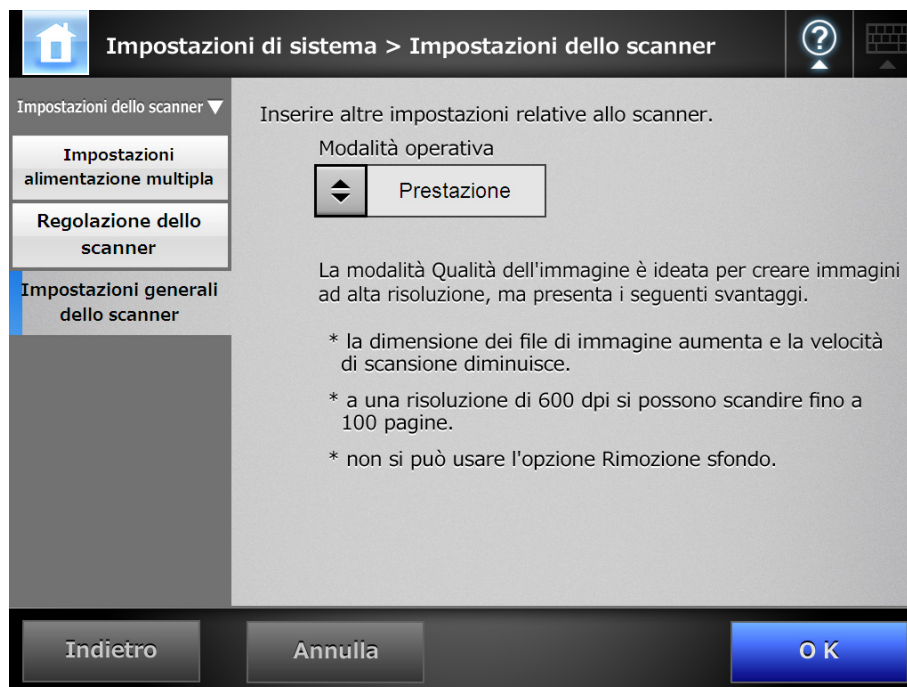 Impostazioni di sistema > Impostazioni dello scanner
?
Impostazioni dello scanner ▼
Impostazioni
alimentazione multipla
Regolazione dello
scanner
Impostazioni generali
dello scanner
Inserire altre impostazioni relative allo scanner.
Modalità operativa
Prestazione
La modalità Qualità dell'immagine è ideata per creare immagini
ad alta risoluzione, ma presenta i seguenti svantaggi.
* la dimensione dei file di immagine aumenta e la velocità
di scansione diminuisce.
* a una risoluzione di 600 dpi si possono scandire fino a
100 pagine.
* non si può usare l'opzione Rimozione sfondo.
Indietro
Annulla
OK